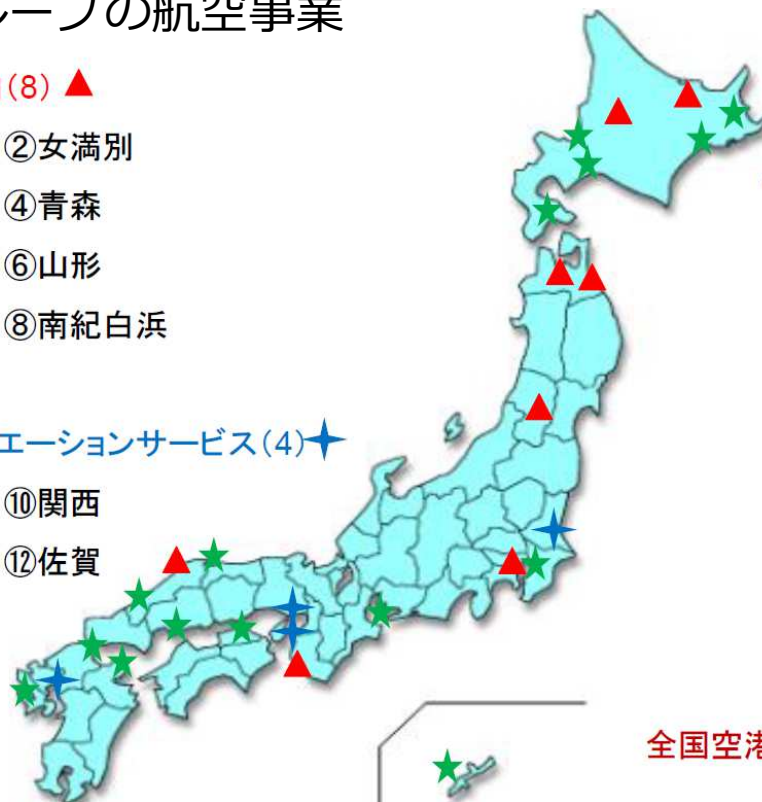 ループの航空事業
(8) ▲
②女満別
④青森
⑥山形
⑧南紀白浜
エーションサービス(4)
⑩関西
⑫佐賀
全国空港